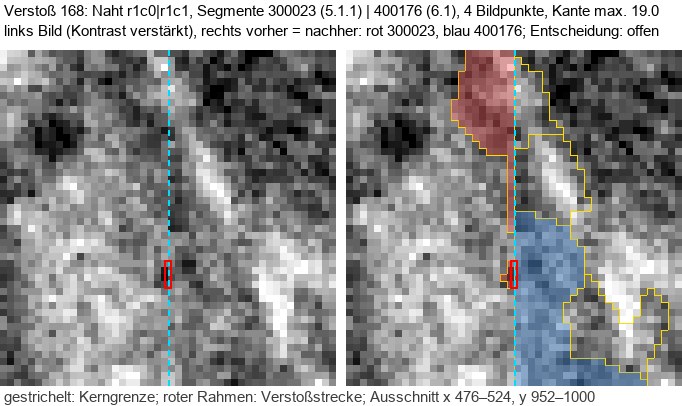 Verstoß 168: Naht r1c0|r1c1, Segmente 300023 (5.1.1) | 400176 (6.1), 4 Bildpunkte, Kante max. 19.0
links Bild (Kontrast verstärkt), rechts vorher = nachher: rot 300023, blau 400176; Entscheidung: offen
gestrichelt: Kerngrenze; roter Rahmen: Verstoßstrecke; Ausschnitt x 476–524, y 952–1000